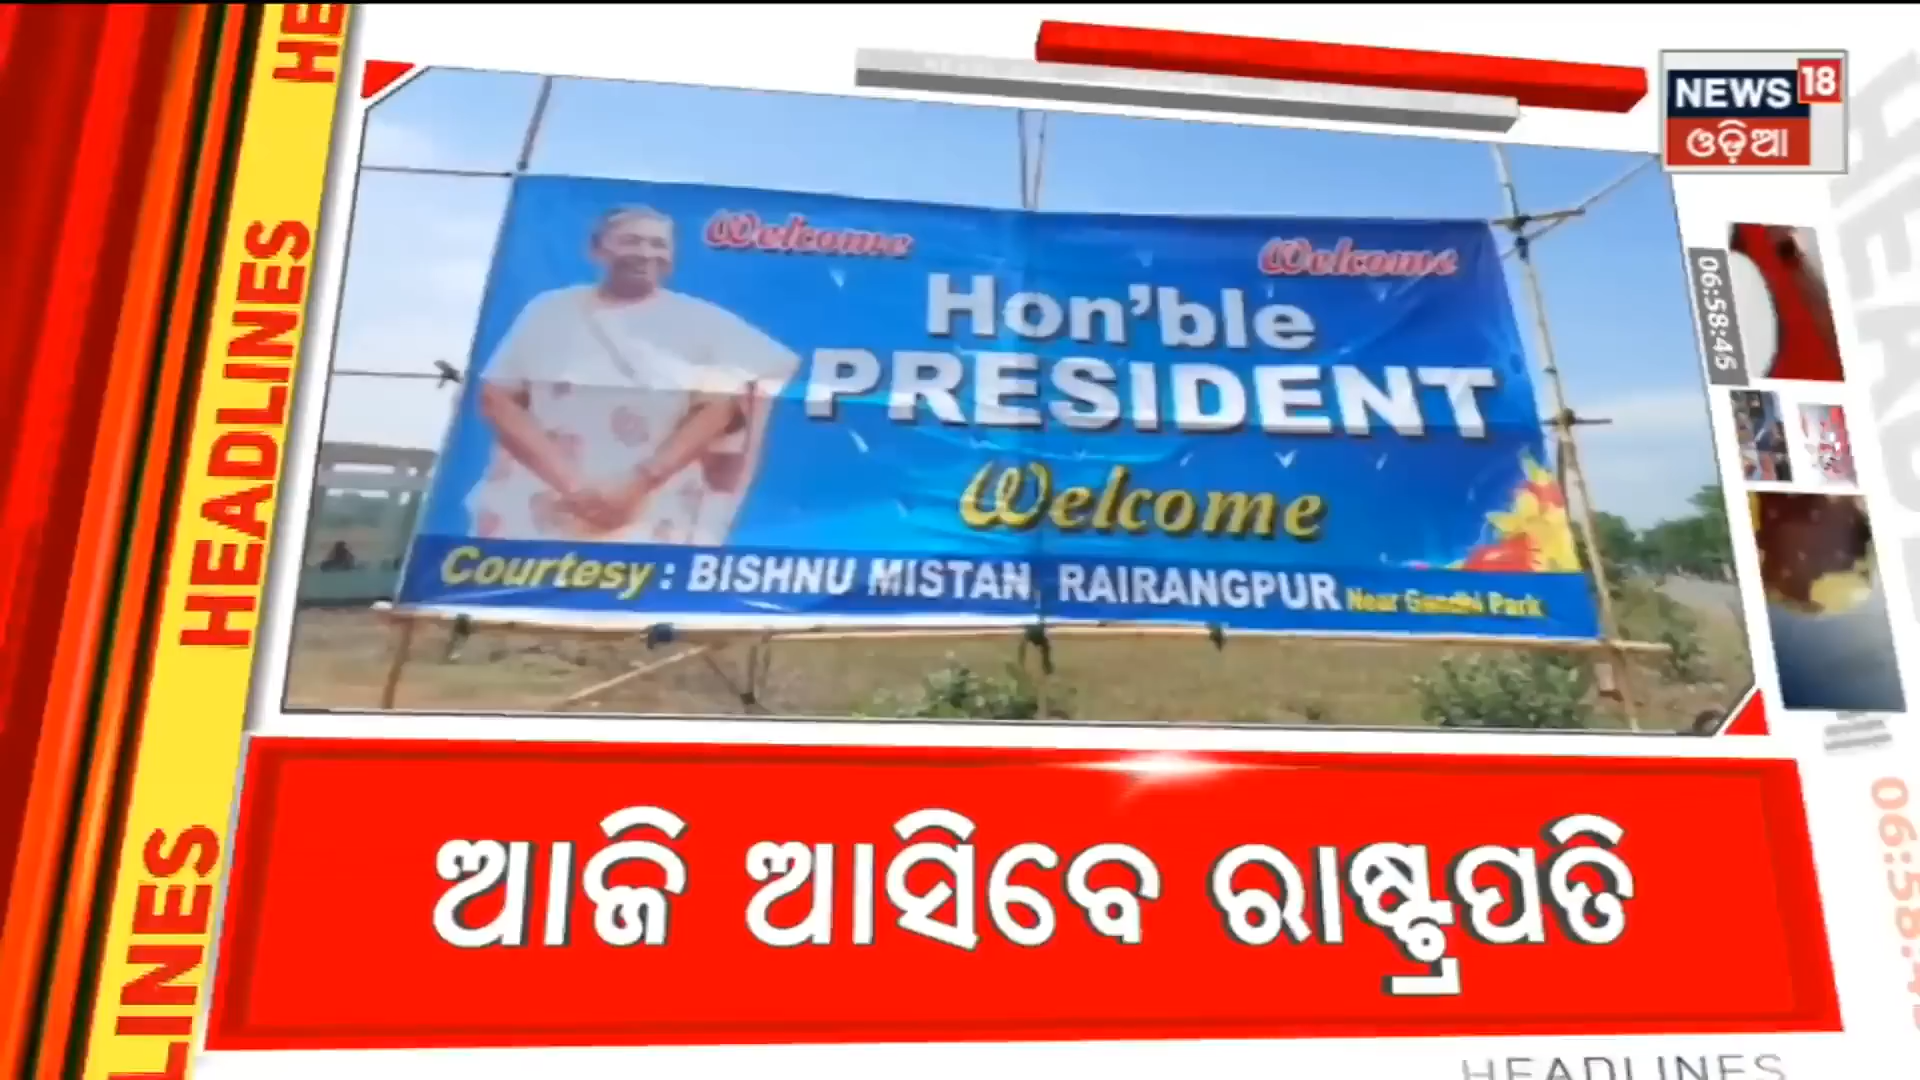 HEADLINES
NEWS 18
ଓଡ଼ିଆ
Welcome
Welcome
Hon'ble
PRESIDENT
Welcome
Courtesy : BISHNU MISTAN, RAIRANGPUR Near Gandhi Park
06:58:45
ଆଜି ଆସିବେ ରାଷ୍ଟ୍ରପତି
LINES
HEADLINES